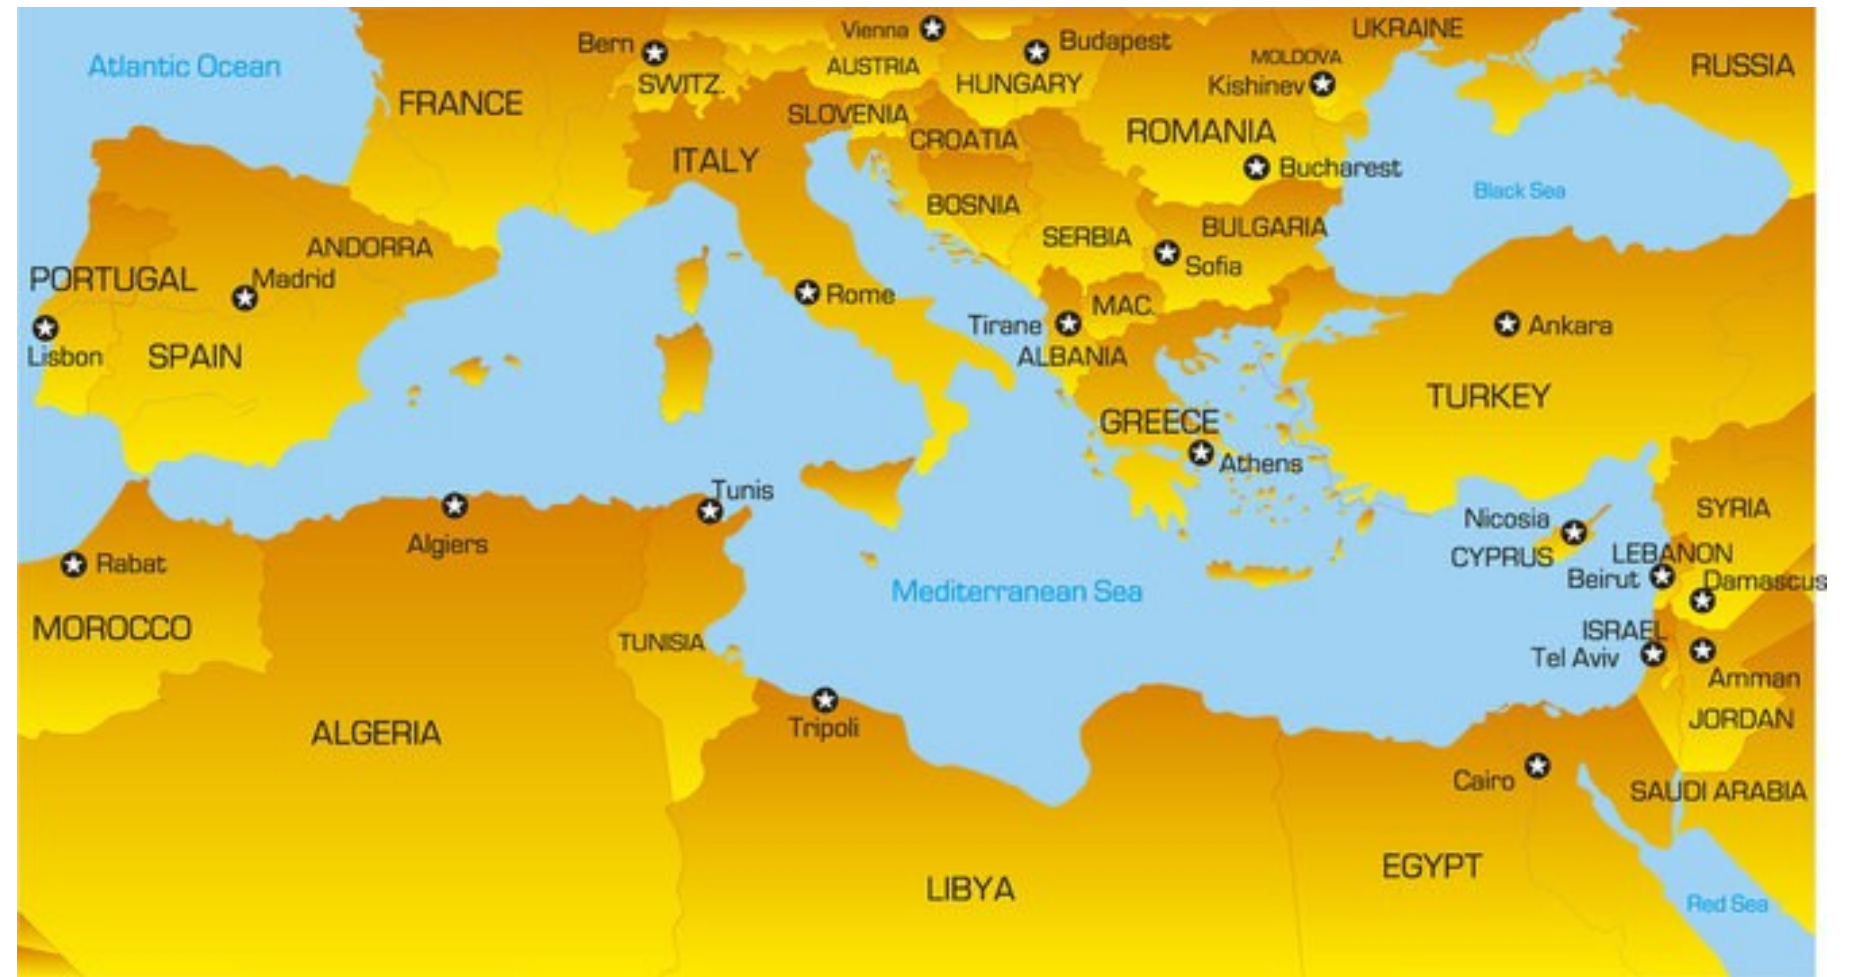 Vienna
UKRAINE
Bern
Budapest
MOLDOVA
Atlantic Ocean
AUSTRIA
RUSSIA
SWITZ.
HUNGARY
Kishinev
FRANCE
SLOVENIA
CROATIA
ROMANIA
ITALY
Bucharest
Black Sea
BOSNIA
BULGARIA
SERBIA
ANDORRA
Sofia
PORTUGAL
Madrid
Rome
MAC.
Tirane
Ankara
Lisbon
SPAIN
ALBANIA
TURKEY
GREECE
Athens
Tunis
SYRIA
Nicosia
Algiers
CYPRUS
LEBANON
Rabat
Beirut
Damascus
Mediterranean Sea
MOROCCO
ISRAEL
TUNISIA
Tel Aviv
Amman
JORDAN
Tripoli
ALGERIA
Cairo
SAUDI ARABIA
EGYPT
LIBYA
Red Sea